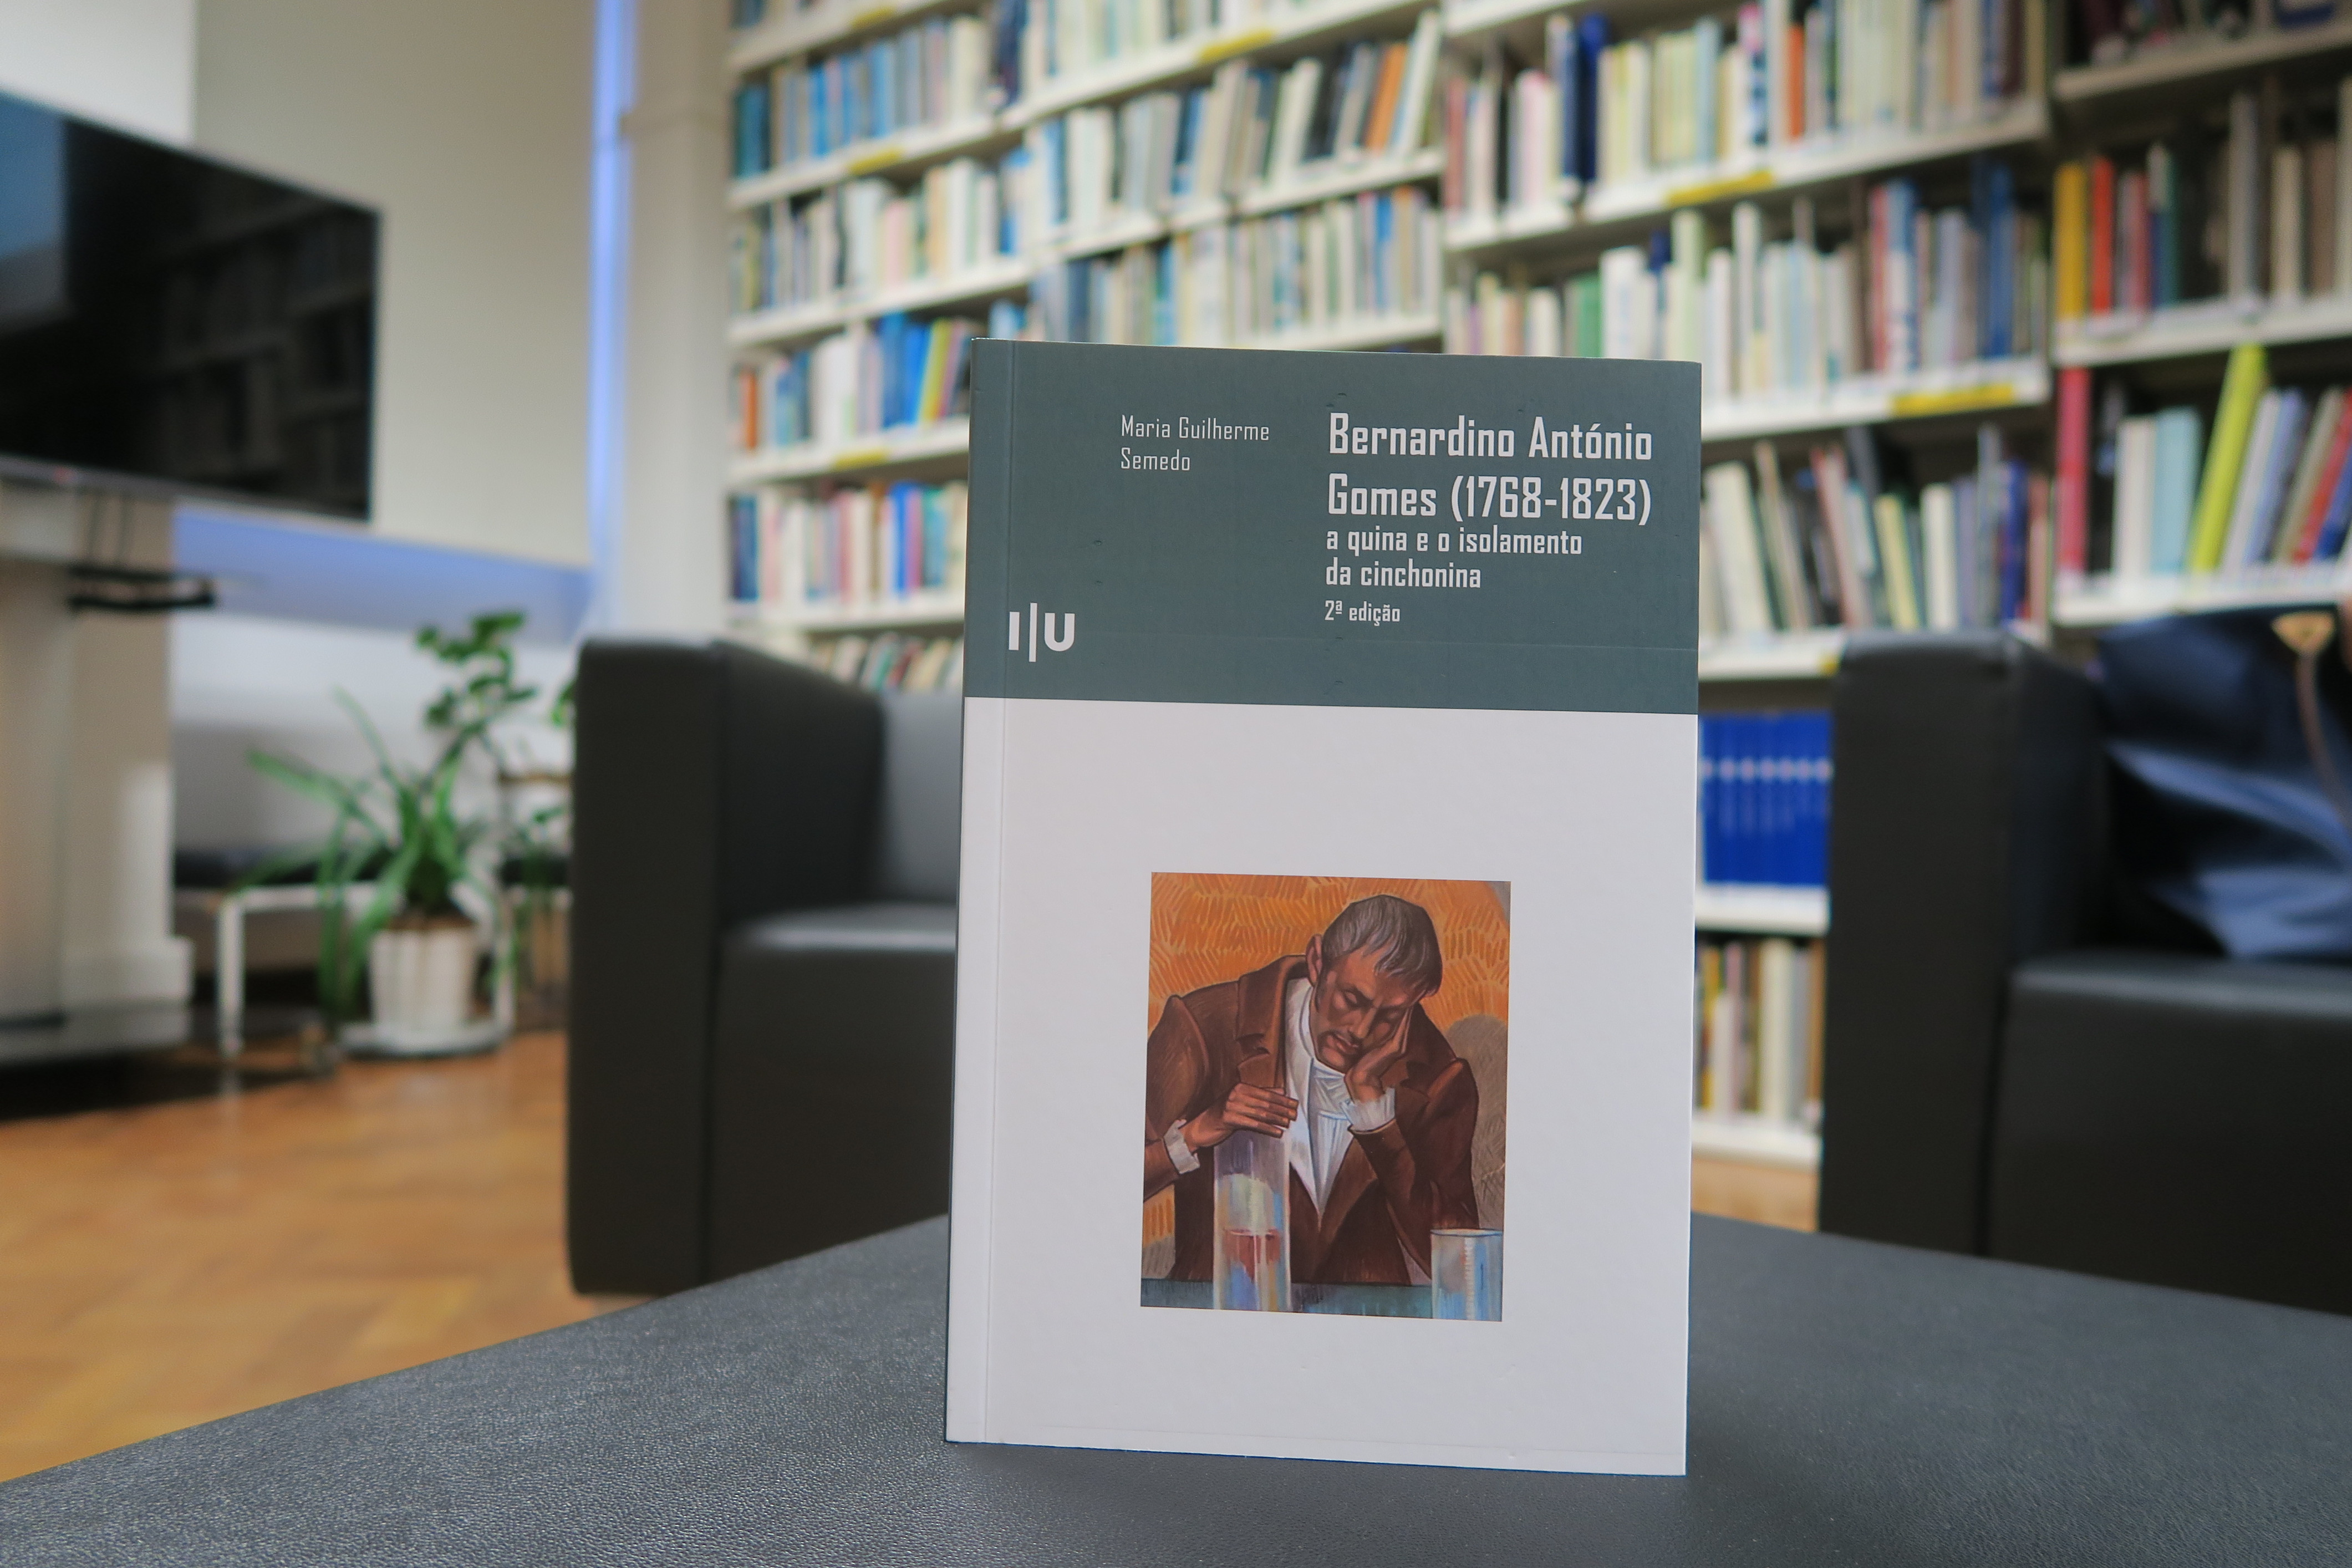 Maria Guilherme
Semedo
Bernardino António
Gomes (1768-1823)
a quina e o isolamento
da cinchonina
2ª edição
I|U